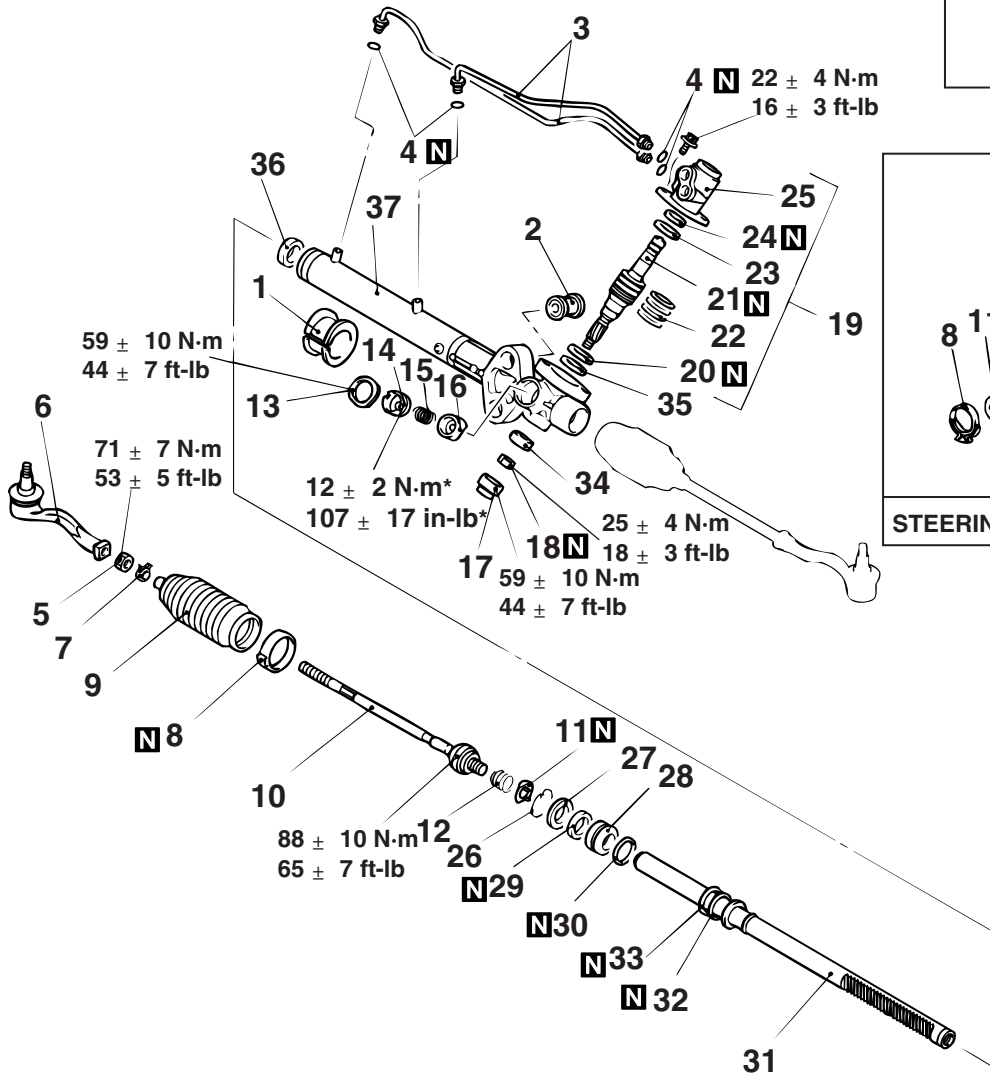 3
4 N 22 ± 4 N·m
16 ± 3 ft-lb
4 N
36
37
25
2
24 N
23
1
21 N
22
19
8
59 ± 10 N·m
44 ± 7 ft-lb
14
15
16
20 N
35
13
6
71 ± 7 N·m
53 ± 5 ft-lb
12 ± 2 N·m*
107 ± 17 in-lb*
34
17
18 N
25 ± 4 N·m
18 ± 3 ft-lb
STEERIN
59 ± 10 N·m
44 ± 7 ft-lb
5
7
9
N 8
10
11 N
27
28
88 ± 10 N·m
65 ± 7 ft-lb
12
26
N 29
N 30
N 33
N 32
31